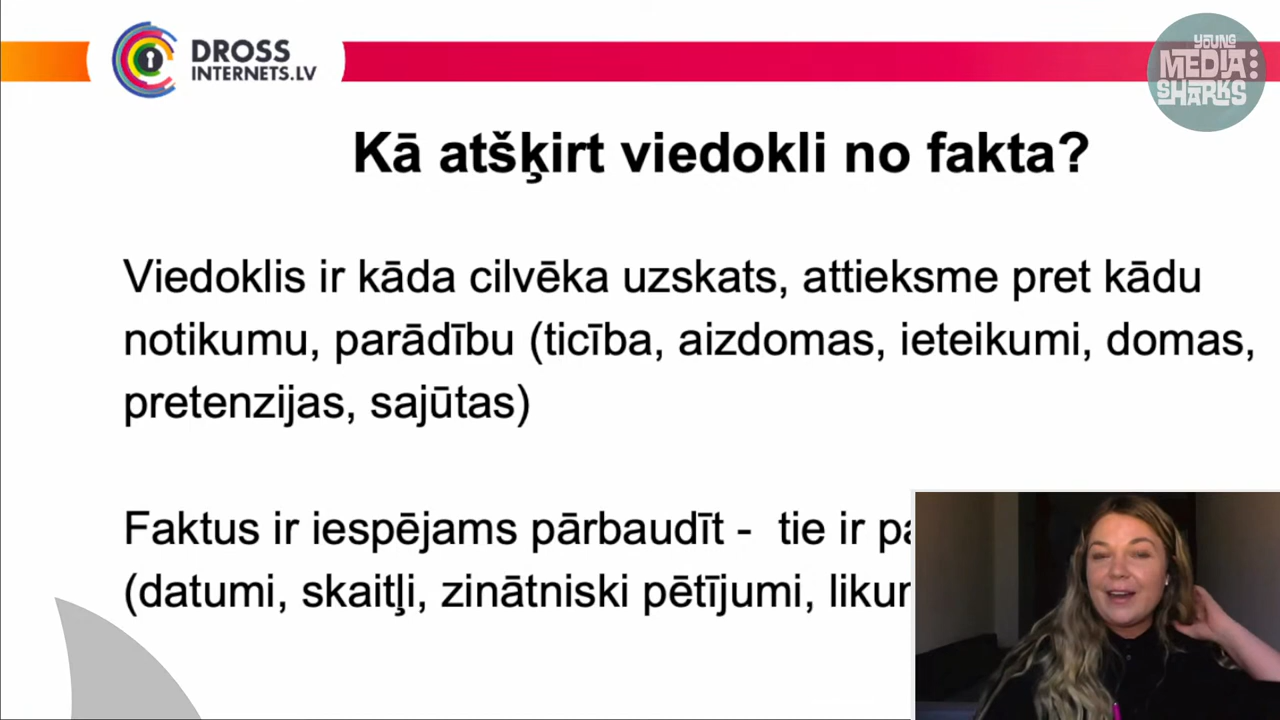 DROSS
INTERNETS.LV
YOUNG
MEDIA:
SHARKS
Kā atšķirt viedokli no fakta?
Viedoklis ir kāda cilvēka uzskats, attieksme pret kādu
notikumu, parādību (ticība, aizdomas, ieteikumi, domas,
pretenzijas, sajūtas)
Faktus ir iespējams pārbaudīt - tie ir
(datumi, skaitļi, zinātniski pētījumi,